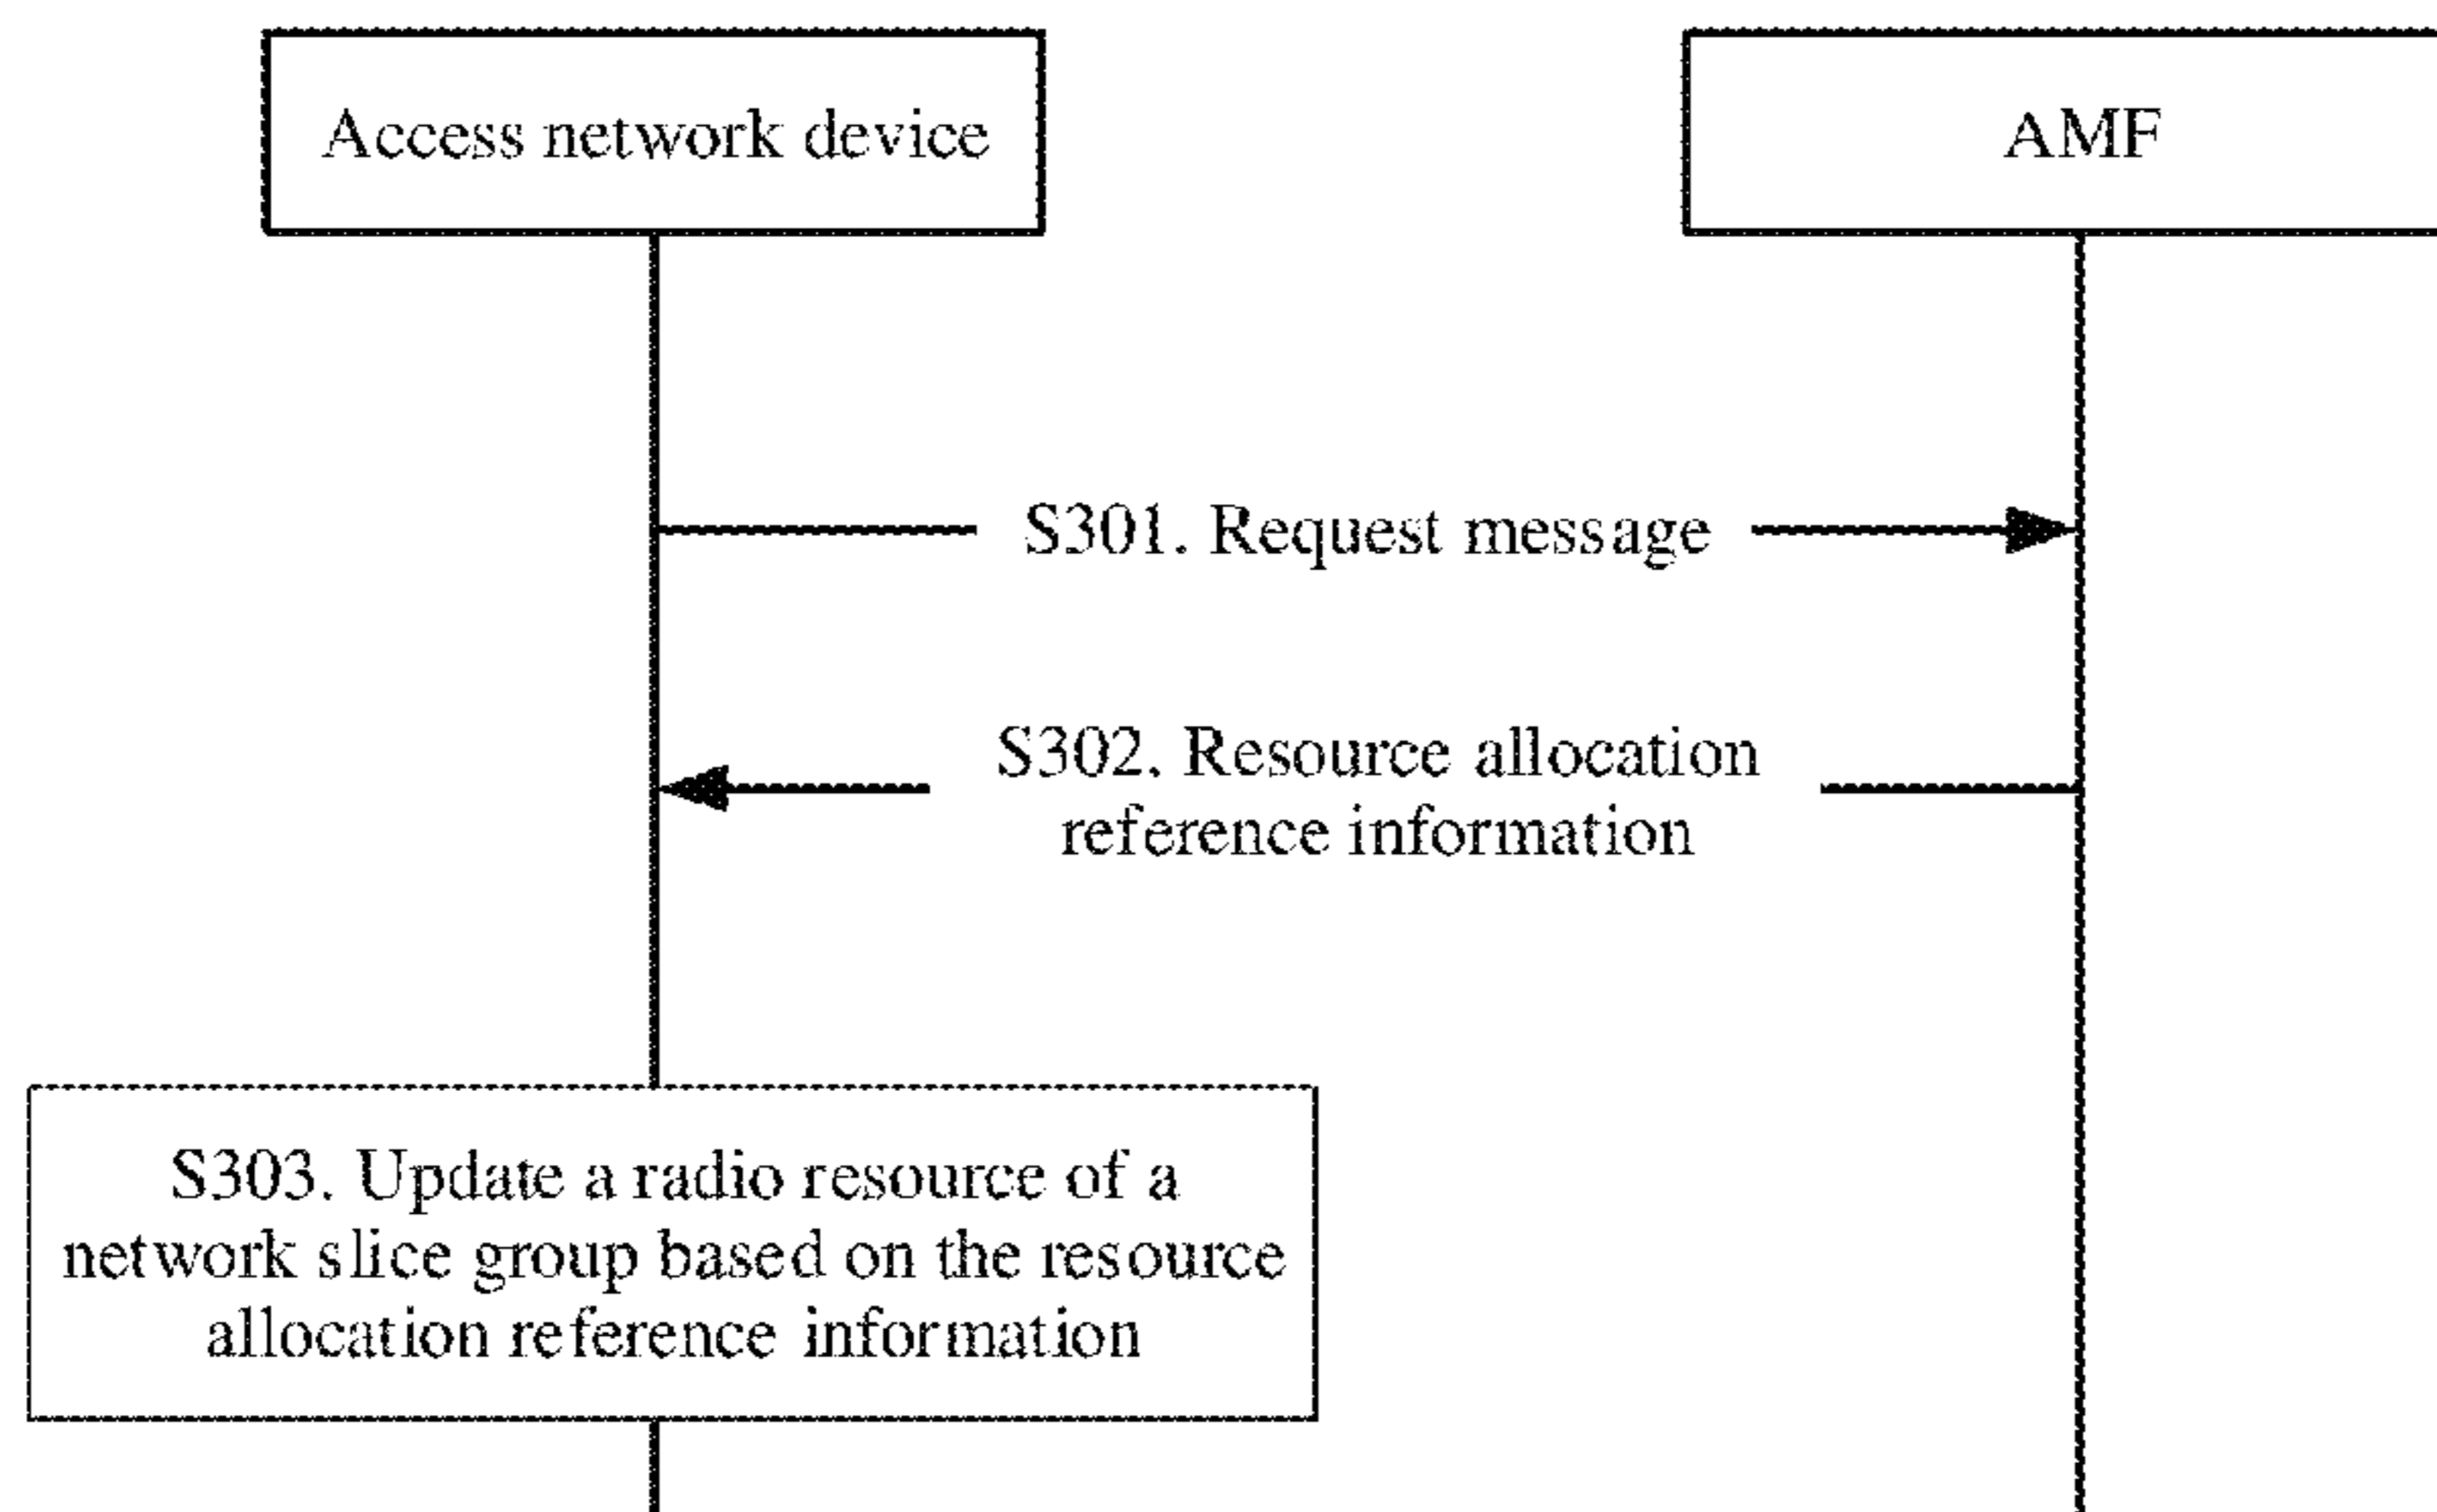 Access network device
AMF
S301. Request message
S302. Resource allocation
reference information
S303. Update a radio resource of a
network slice group based on the resource
allocation reference information